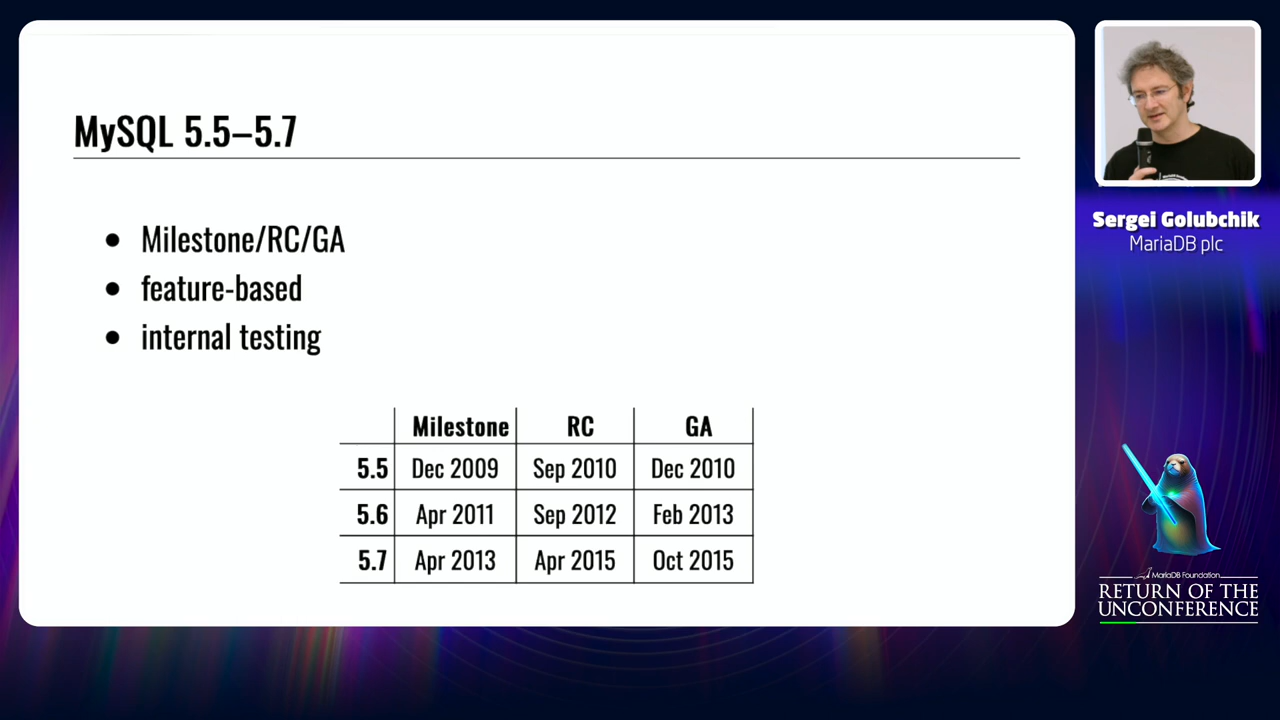 MySQL 5.5–5.7
• Milestone/RC/GA
• feature-based
• internal testing
Milestone RC GA
5.5 Dec 2009 Sep 2010 Dec 2010
5.6 Apr 2011 Sep 2012 Feb 2013
5.7 Apr 2013 Apr 2015 Oct 2015
Sergei Golubchik
MariaDB plc
MariaDB Foundation
RETURN OF THE
UNCONFERENCE